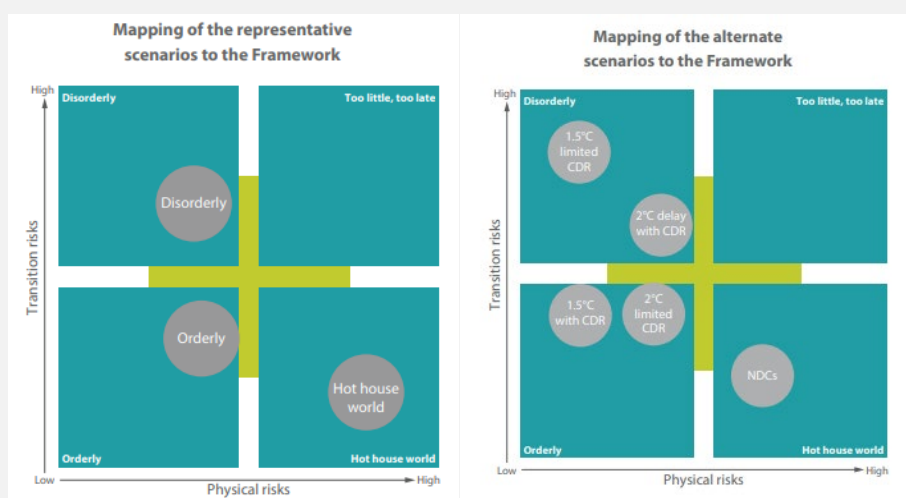 Mapping of the representative
scenarios to the Framework
High
Disorderly
Too little, too late
Disorderly
Transition risks
Orderly
Hot house
world
Orderly
Hot house world
Low
Physical risks
High
Mapping of the alternate
scenarios to the Framework
High
Disorderly
Too little, too late
1.5°C
limited
CDR
2°C delay
with CDR
Transition risks
1.5°C
with CDR
2°C
limited
CDR
NDCs
Orderly
Hot house world
Low
Physical risks
High